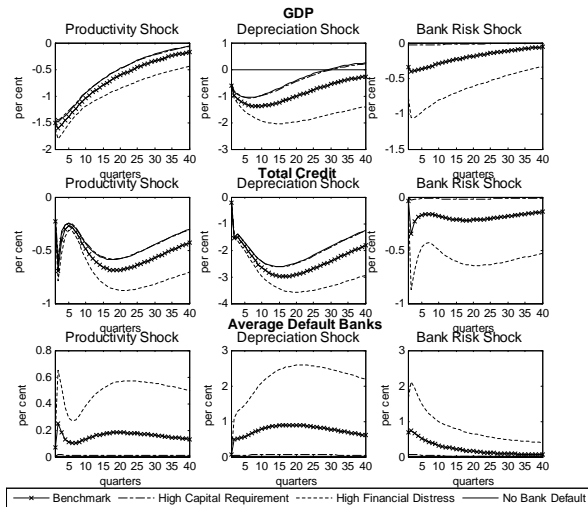 GDP
Productivity Shock
Depreciation Shock
Bank Risk Shock
per cent
0
-0.5
-1
-1.5
-2
5 10 15 20 25 30 35 40
quarters
per cent
1
0
-1
-2
-3
5 10 15 20 25 30 35 40
quarters
per cent
0
-0.5
-1
-1.5
5 10 15 20 25 30 35 40
quarters
Total Credit
Productivity Shock
Depreciation Shock
Bank Risk Shock
per cent
0
-0.5
-1
5 10 15 20 25 30 35 40
quarters
per cent
0
-1
-2
-3
-4
5 10 15 20 25 30 35 40
quarters
per cent
0
-0.5
-1
5 10 15 20 25 30 35 40
quarters
Average Default Banks
Productivity Shock
Depreciation Shock
Bank Risk Shock
per cent
0.8
0.6
0.4
0.2
0
5 10 15 20 25 30 35 40
quarters
per cent
3
2
1
0
5 10 15 20 25 30 35 40
quarters
per cent
3
2
1
0
5 10 15 20 25 30 35 40
quarters
Benchmark High Capital Requirement High Financial Distress No Bank Default